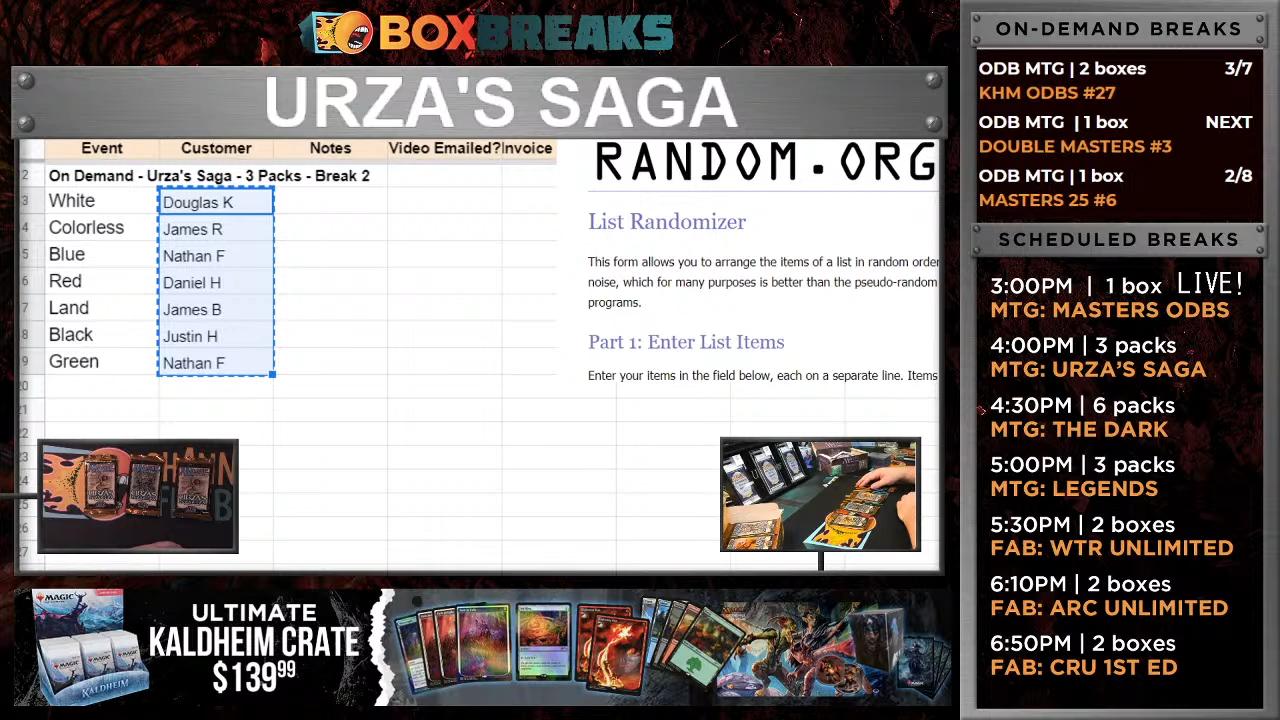 BOXBREAKS
URZA'S SAGA
Event Customer Notes Video Emailed? Invoice
On Demand - Urza's Saga - 3 Packs - Break 2
White Douglas K
Colorless James R
Blue Nathan F
Red Daniel H
Land James B
Black Justin H
Green Nathan F
RANDOM.ORG
List Randomizer
This form allows you to arrange the items of a list in random order
noise, which for many purposes is better than the pseudo-random
programs.
Part 1: Enter List Items
Enter your items in the field below, each on a separate line. Items
MAGIC
KALDHEIM
ULTIMATE
KALDHEIM CRATE
$139.99
ON-DEMAND BREAKS
ODB MTG | 2 boxes 3/7
KHM ODBS #27
ODB MTG | 1 box NEXT
DOUBLE MASTERS #3
ODB MTG | 1 box 2/8
MASTERS 25 #6
SCHEDULED BREAKS
3:00PM | 1 box LIVE!
MTG: MASTERS ODBS
4:00PM | 3 packs
MTG: URZA'S SAGA
4:30PM | 6 packs
MTG: THE DARK
5:00PM | 3 packs
MTG: LEGENDS
5:30PM | 2 boxes
FAB: WTR UNLIMITED
6:10PM | 2 boxes
FAB: ARC UNLIMITED
6:50PM | 2 boxes
FAB: CRU 1ST ED